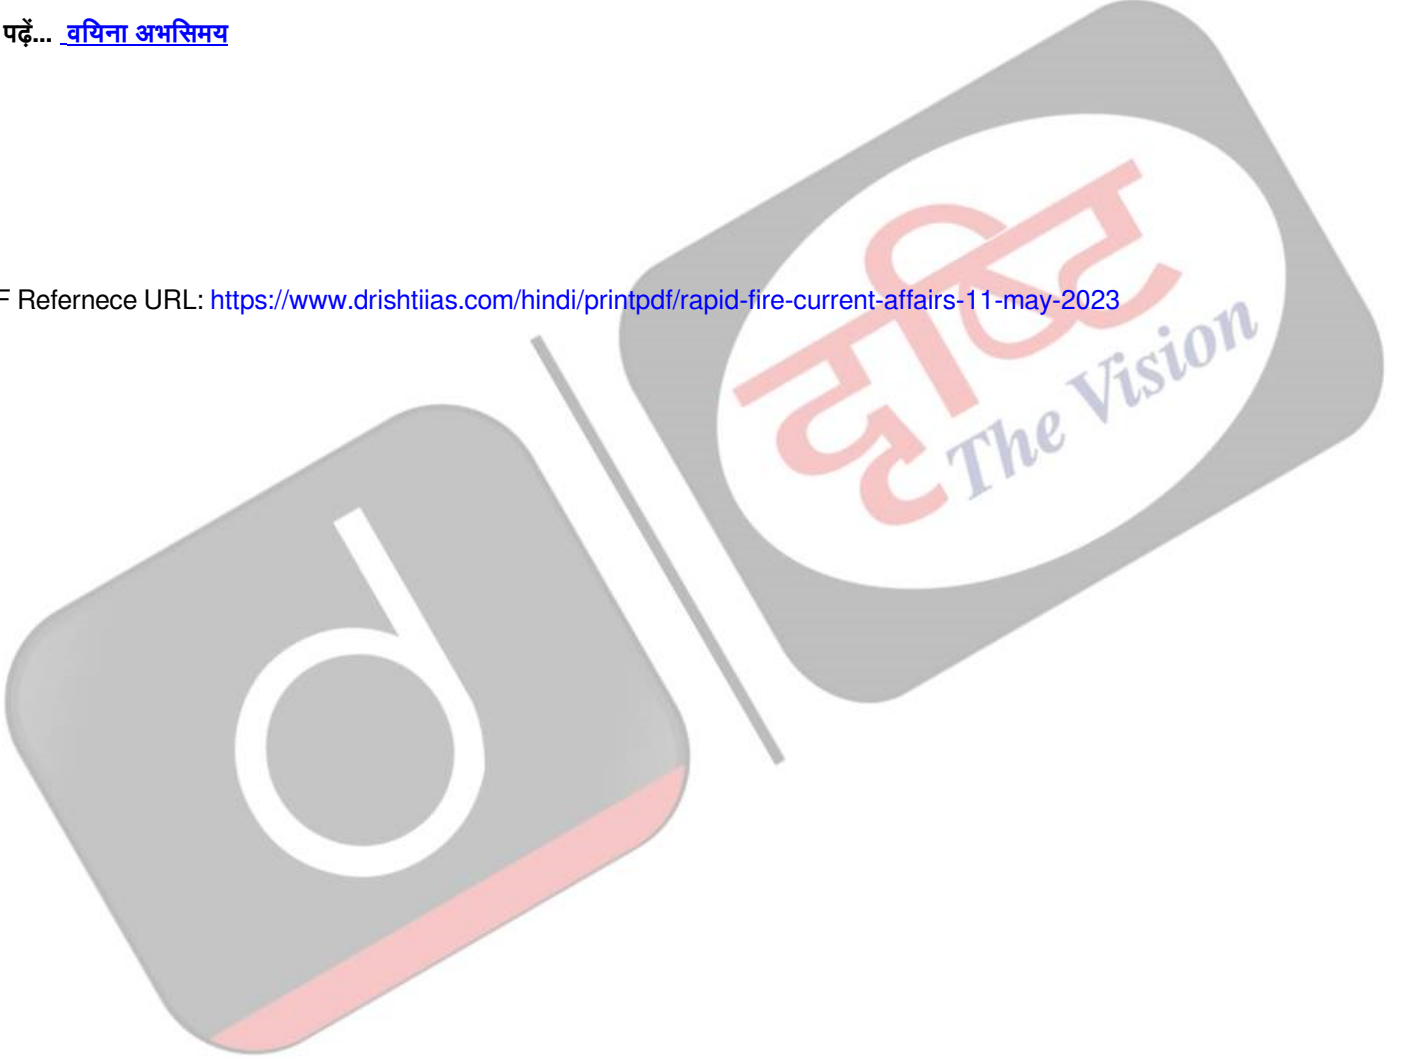 पढ़ें... वियना अभिसमय
F Refernece URL: https://www.drishtiias.com/hindi/printpdf/rapid-fire-current-affairs-11-may-2023
दृष्टि
The Vision
d